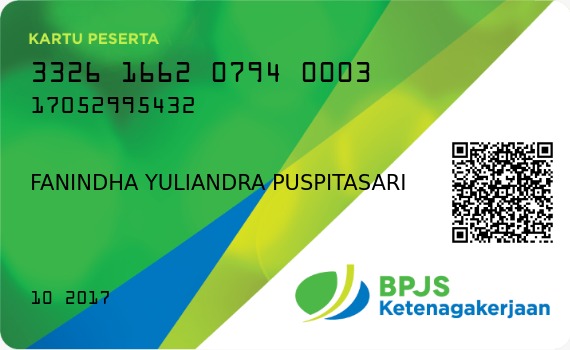 KARTU PESERTA
3326 1662 0794 0003
17052995432
FANINDHA YULIANDRA PUSPITASARI
10 2017
BPJS
Ketenagakerjaan